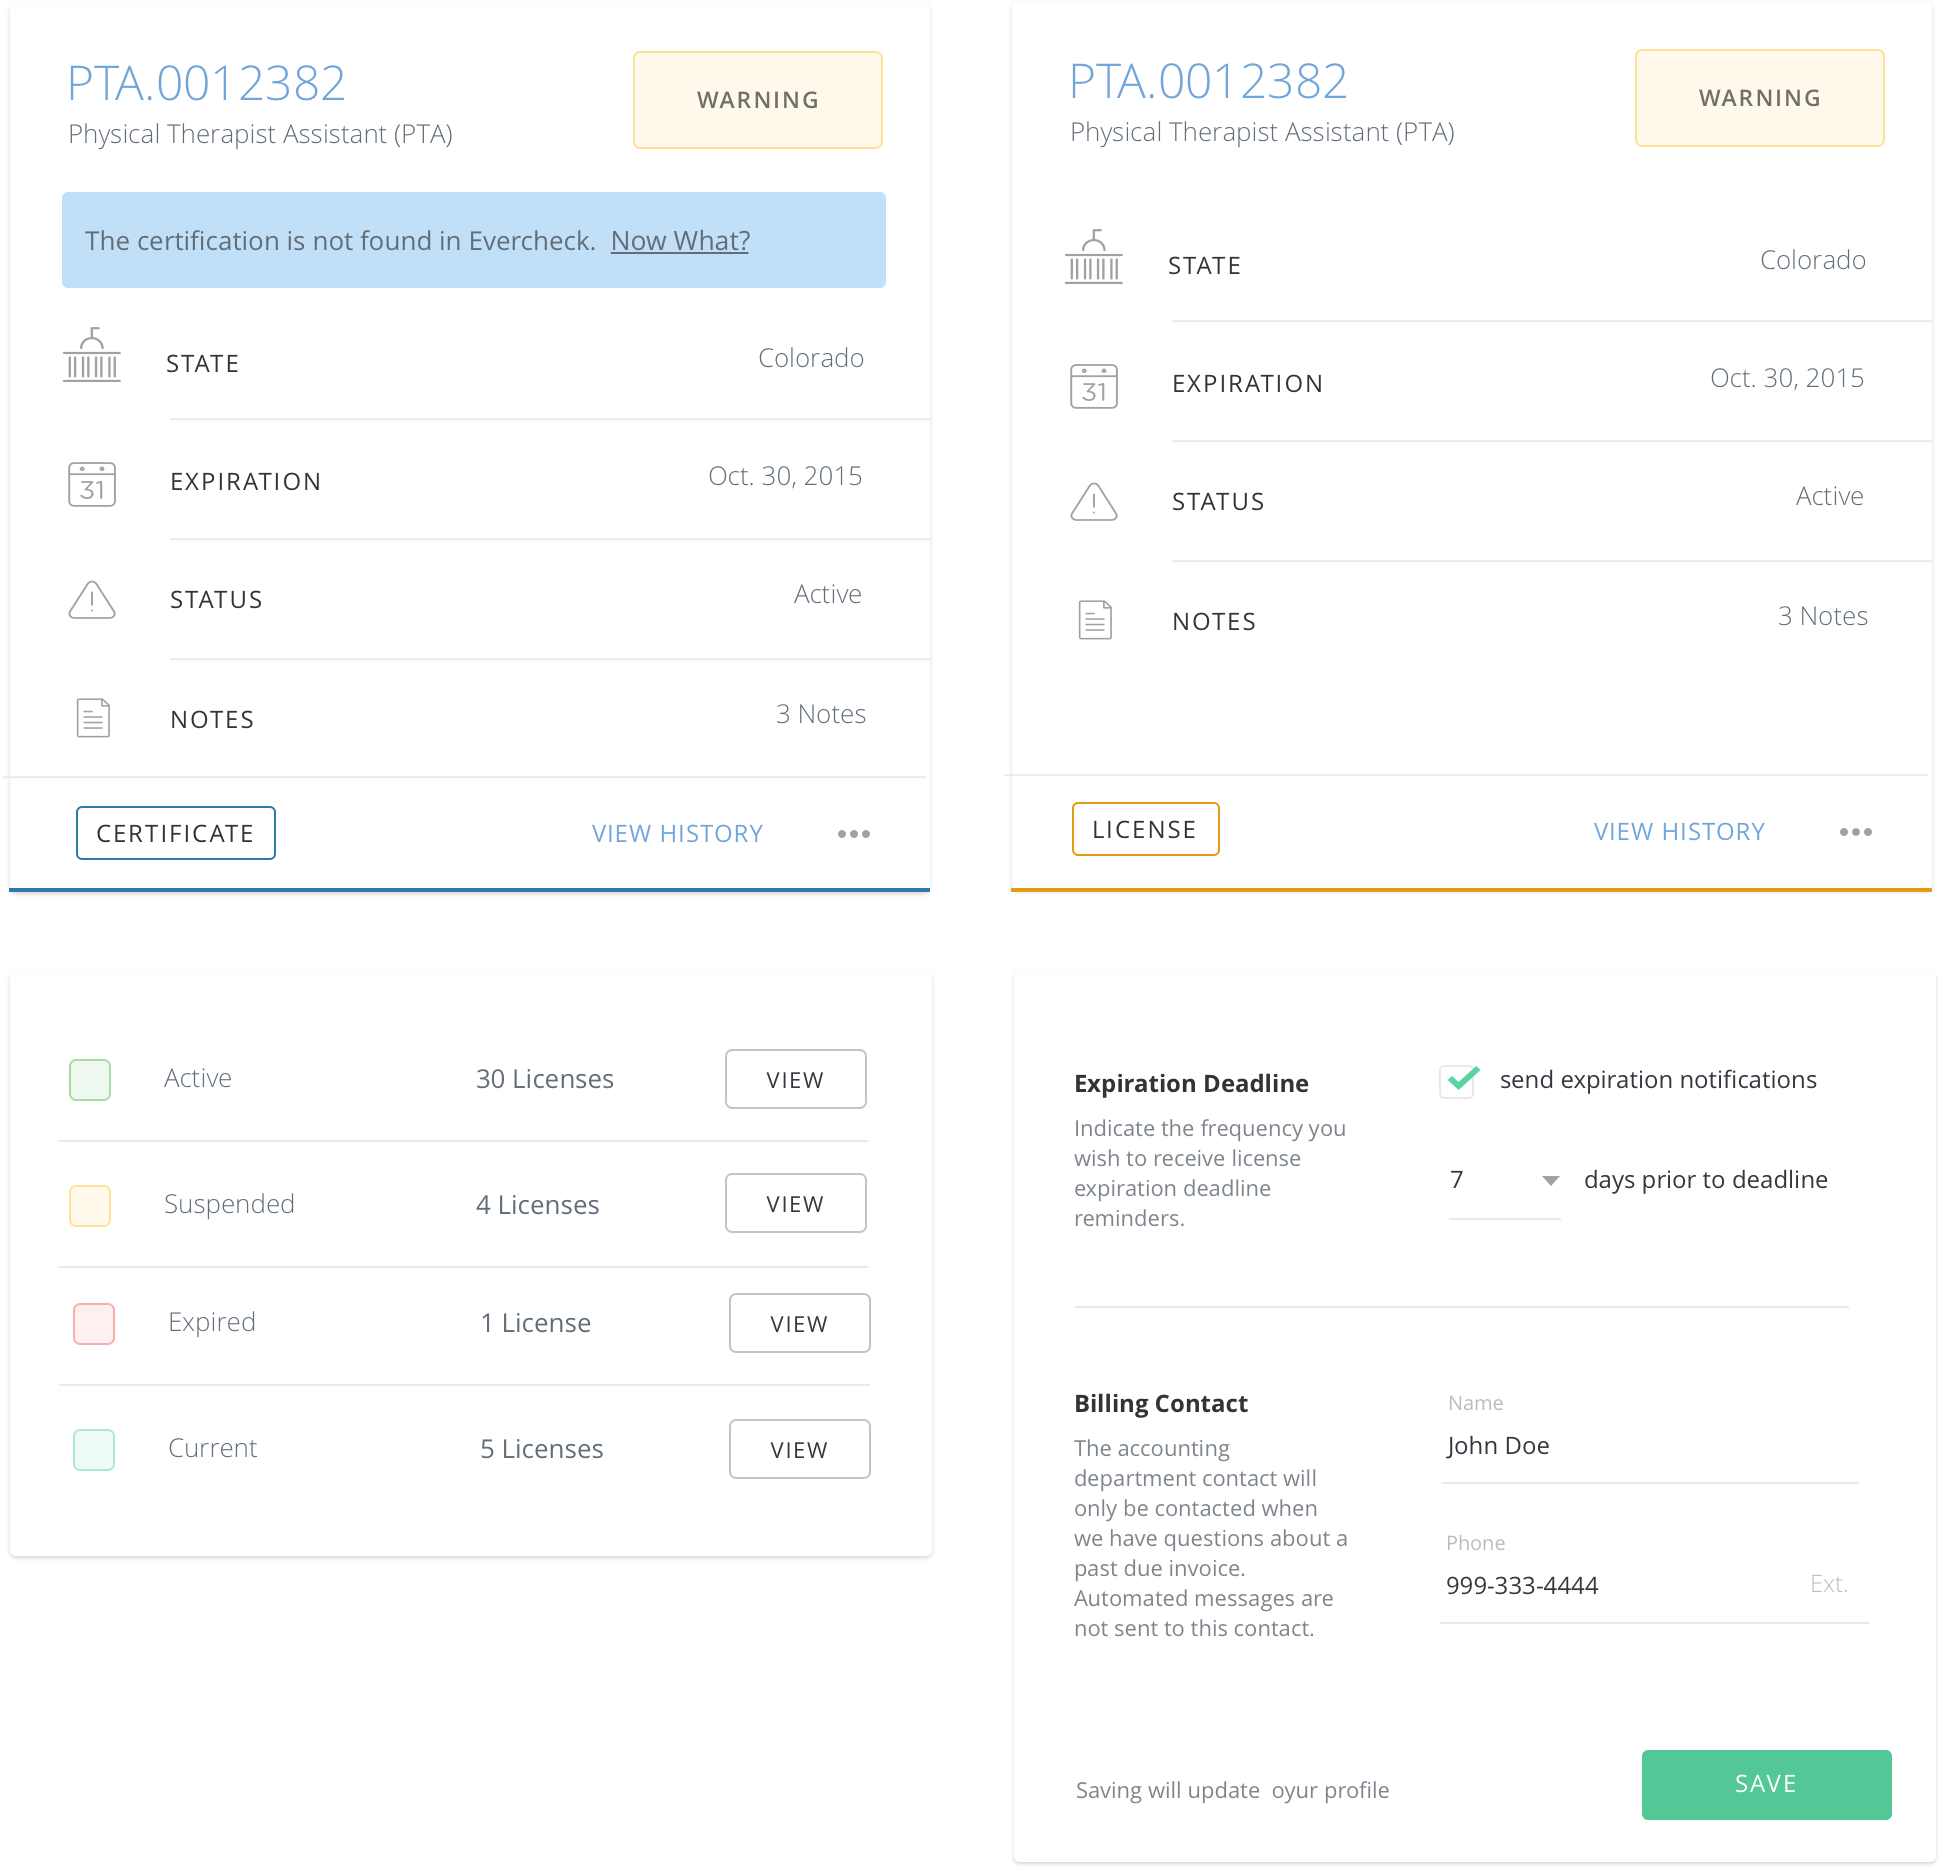 PTA.0012382
Physical Therapist Assistant (PTA)
WARNING
The certification is not found in Evercheck. Now What?
STATE Colorado
31 EXPIRATION Oct. 30, 2015
STATUS Active
NOTES 3 Notes
CERTIFICATE VIEW HISTORY
PTA.0012382
Physical Therapist Assistant (PTA)
WARNING
STATE Colorado
31 EXPIRATION Oct. 30, 2015
STATUS Active
NOTES 3 Notes
LICENSE VIEW HISTORY
Active 30 Licenses VIEW
Suspended 4 Licenses VIEW
Expired 1 License VIEW
Current 5 Licenses VIEW
Expiration Deadline
Indicate the frequency you
wish to receive license
expiration deadline
reminders.
send expiration notifications
7 days prior to deadline
Billing Contact
The accounting
department contact will
only be contacted when
we have questions about a
past due invoice.
Automated messages are
not sent to this contact.
Name
John Doe
Phone
999-333-4444 Ext.
Saving will update oyur profile
SAVE